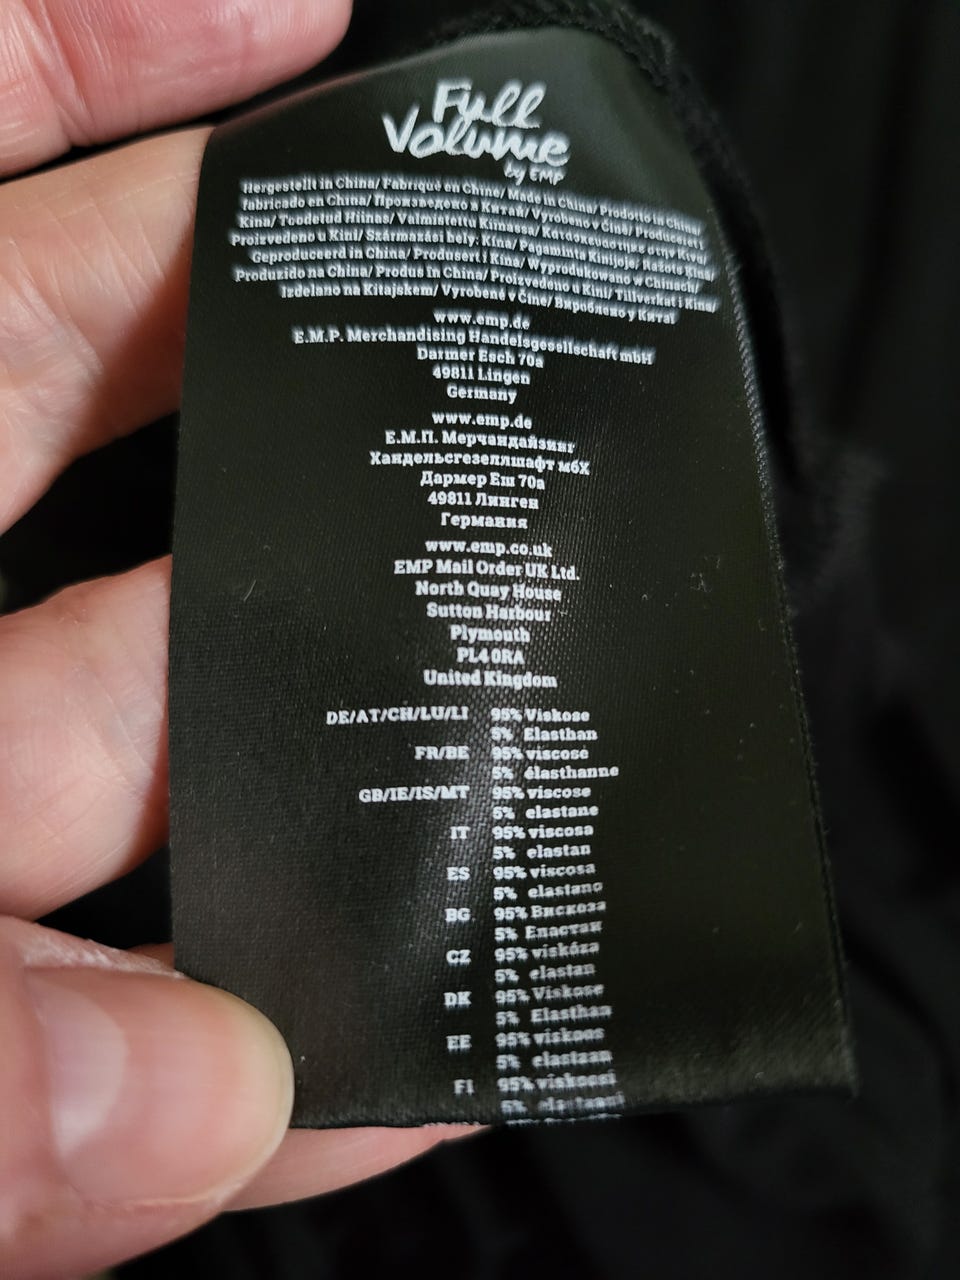 Full
Volume
by EMP
Hergestellt in China/ Fabriqué en Chine/ Made in China/ Prodotto in China/
Fabricado en China/ Произведено в Китай/ Vyrobeno v Číně/ Produceret i
Kina/ Toodetud Hiinas/ Valmistettu Kiinassa/ Κατασκευαστηκε στην Κίνα/
Proizvedeno u Kini/ Származási hely: Kína/ Pagaminta Kinijoje/ Ražots Ķīnā/
Geproduceerd in China/ Produsert i Kina/ Wyprodukowano w Chinach/
Produzido na China/ Produs in China/ Proizvedeno u Kini/ Tillverkat i Kina/
Izdelano na Kitajskem/ Vyrobené v Číne/ Вироблено у Китаї
www.emp.de
E.M.P. Merchandising Handelsgesellschaft mbH
Darmer Esch 70a
49811 Lingen
Germany
www.emp.de
Е.М.П. Мерчандайзинг
Хандельсгезеллшафт мбХ
Дармер Еш 70а
49811 Линген
Германия
www.emp.co.uk
EMP Mail Order UK Ltd.
North Quay House
Sutton Harbour
Plymouth
PL4 0RA
United Kingdom
DE/AT/CH/LU/LI 95% Viskose
5% Elasthan
FR/BE 95% viscose
5% élasthanne
GB/IE/IS/MT 95% viscose
5% elastane
IT 95% viscosa
5% elastan
ES 95% viscosa
5% elastano
BG 95% Вискоза
5% Еластан
CZ 95% viskóza
5% elastan
DK 95% Viskose
5% Elasthan
EE 95% viskoos
5% elastaan
FI 95% viskoosi
5% elastaani